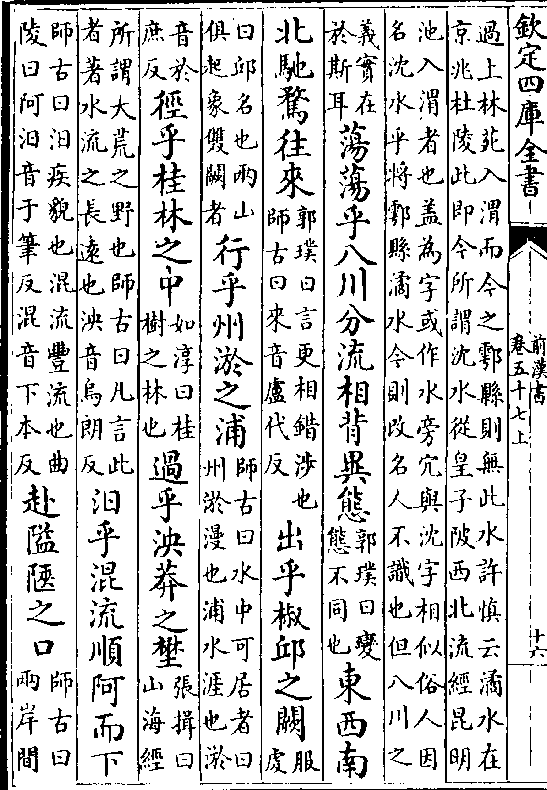 欽定四庫全書
前漢書
卷五十七上
十六
過上林苑入渭而今之鄠縣則無此水許慎云潏水在
京兆杜陵此即今所謂沈水從皇子陂西北流經昆明
池入渭者也蓋為字或作水旁穴與沈字相似俗人因
名沈水乎將鄠縣潏水今則改名人不識也但八川之
義實在
於斯耳
蕩蕩乎八川分流相背異態
郭璞曰變
態不同也
東西南
北馳騖往來
郭璞曰言更相錯涉也
師古曰來音盧代反
出乎椒邱之闕
服
虔
曰邱名也兩山
俱起象雙闕者
行乎州淤之浦
師古曰水中可居者曰
州淤漫也浦水涯也淤
音於
庶反
徑乎桂林之中
如淳曰桂
樹之林也
過乎泱莽之壄
張揖曰
山海經
所謂大荒之野也師古曰凡言此
者著水流之長遠也泱音烏朗反
汨乎混流順阿而下
師古曰汨疾貌也混流豐流也曲
陵曰阿汨音于筆反混音下本反
赴隘陿之口
師古曰
兩岸間